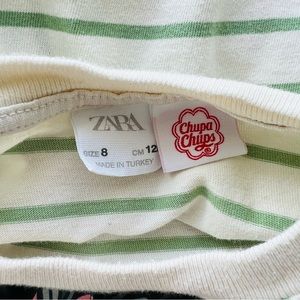 ZARA
SIZE 8 CM 12
MADE IN TURKEY
Chupa
Chups